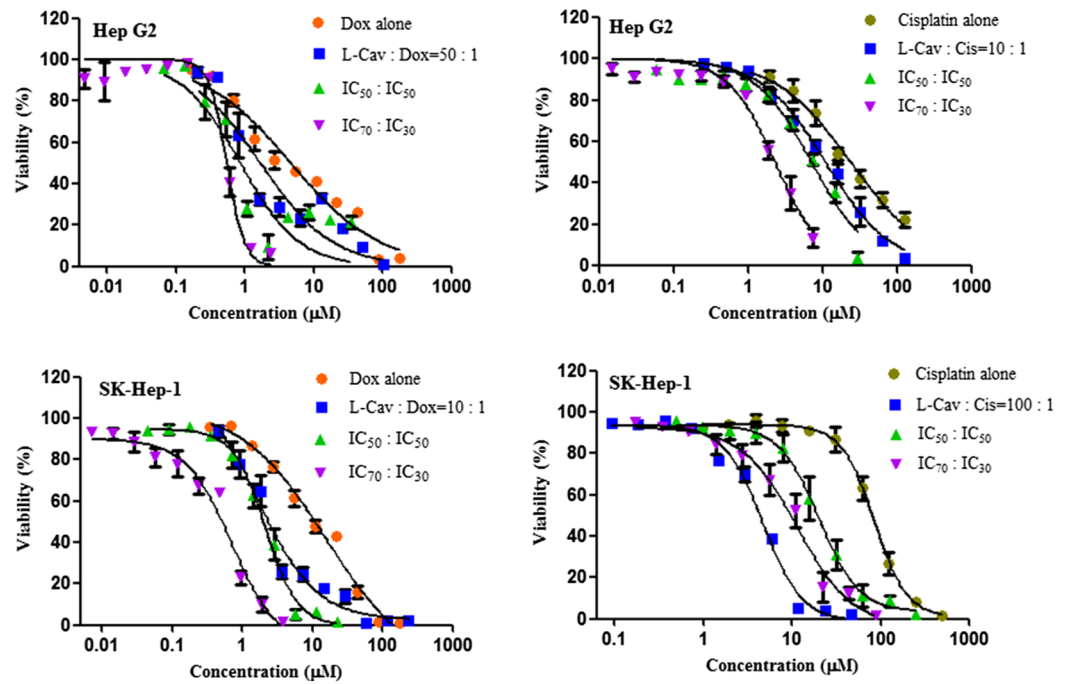 Hep G2
Viability (%)
120
100
80
60
40
20
0
0.01 0.1 1 10 100 1000
Concentration (μM)
Dox alone
L-Cav : Dox=50 : 1
IC50 : IC50
IC70 : IC30
Hep G2
Viability (%)
120
100
80
60
40
20
0
0.01 0.1 1 10 100 1000
Concentration (μM)
Cisplatin alone
L-Cav : Cis=10 : 1
IC50 : IC50
IC70 : IC30
SK-Hep-1
Viability (%)
120
100
80
60
40
20
0
0.01 0.1 1 10 100 1000
Concentration (μM)
Dox alone
L-Cav : Dox=10 : 1
IC50 : IC50
IC70 : IC30
SK-Hep-1
Viability (%)
120
100
80
60
40
20
0
0.1 1 10 100 1000
Concentration (μM)
Cisplatin alone
L-Cav : Cis=100 : 1
IC50 : IC50
IC70 : IC30